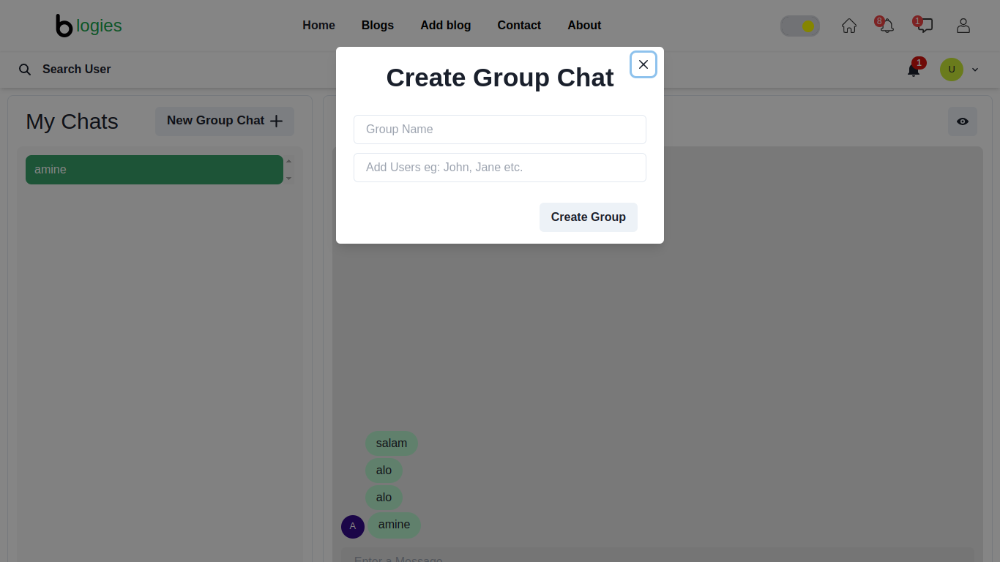 blogies
Home Blogs Add blog Contact About
8
1
Search User
1
U
My Chats
New Group Chat
amine
Create Group Chat
Group Name
Add Users eg: John, Jane etc.
Create Group
salam
alo
alo
A
amine
Enter a Message